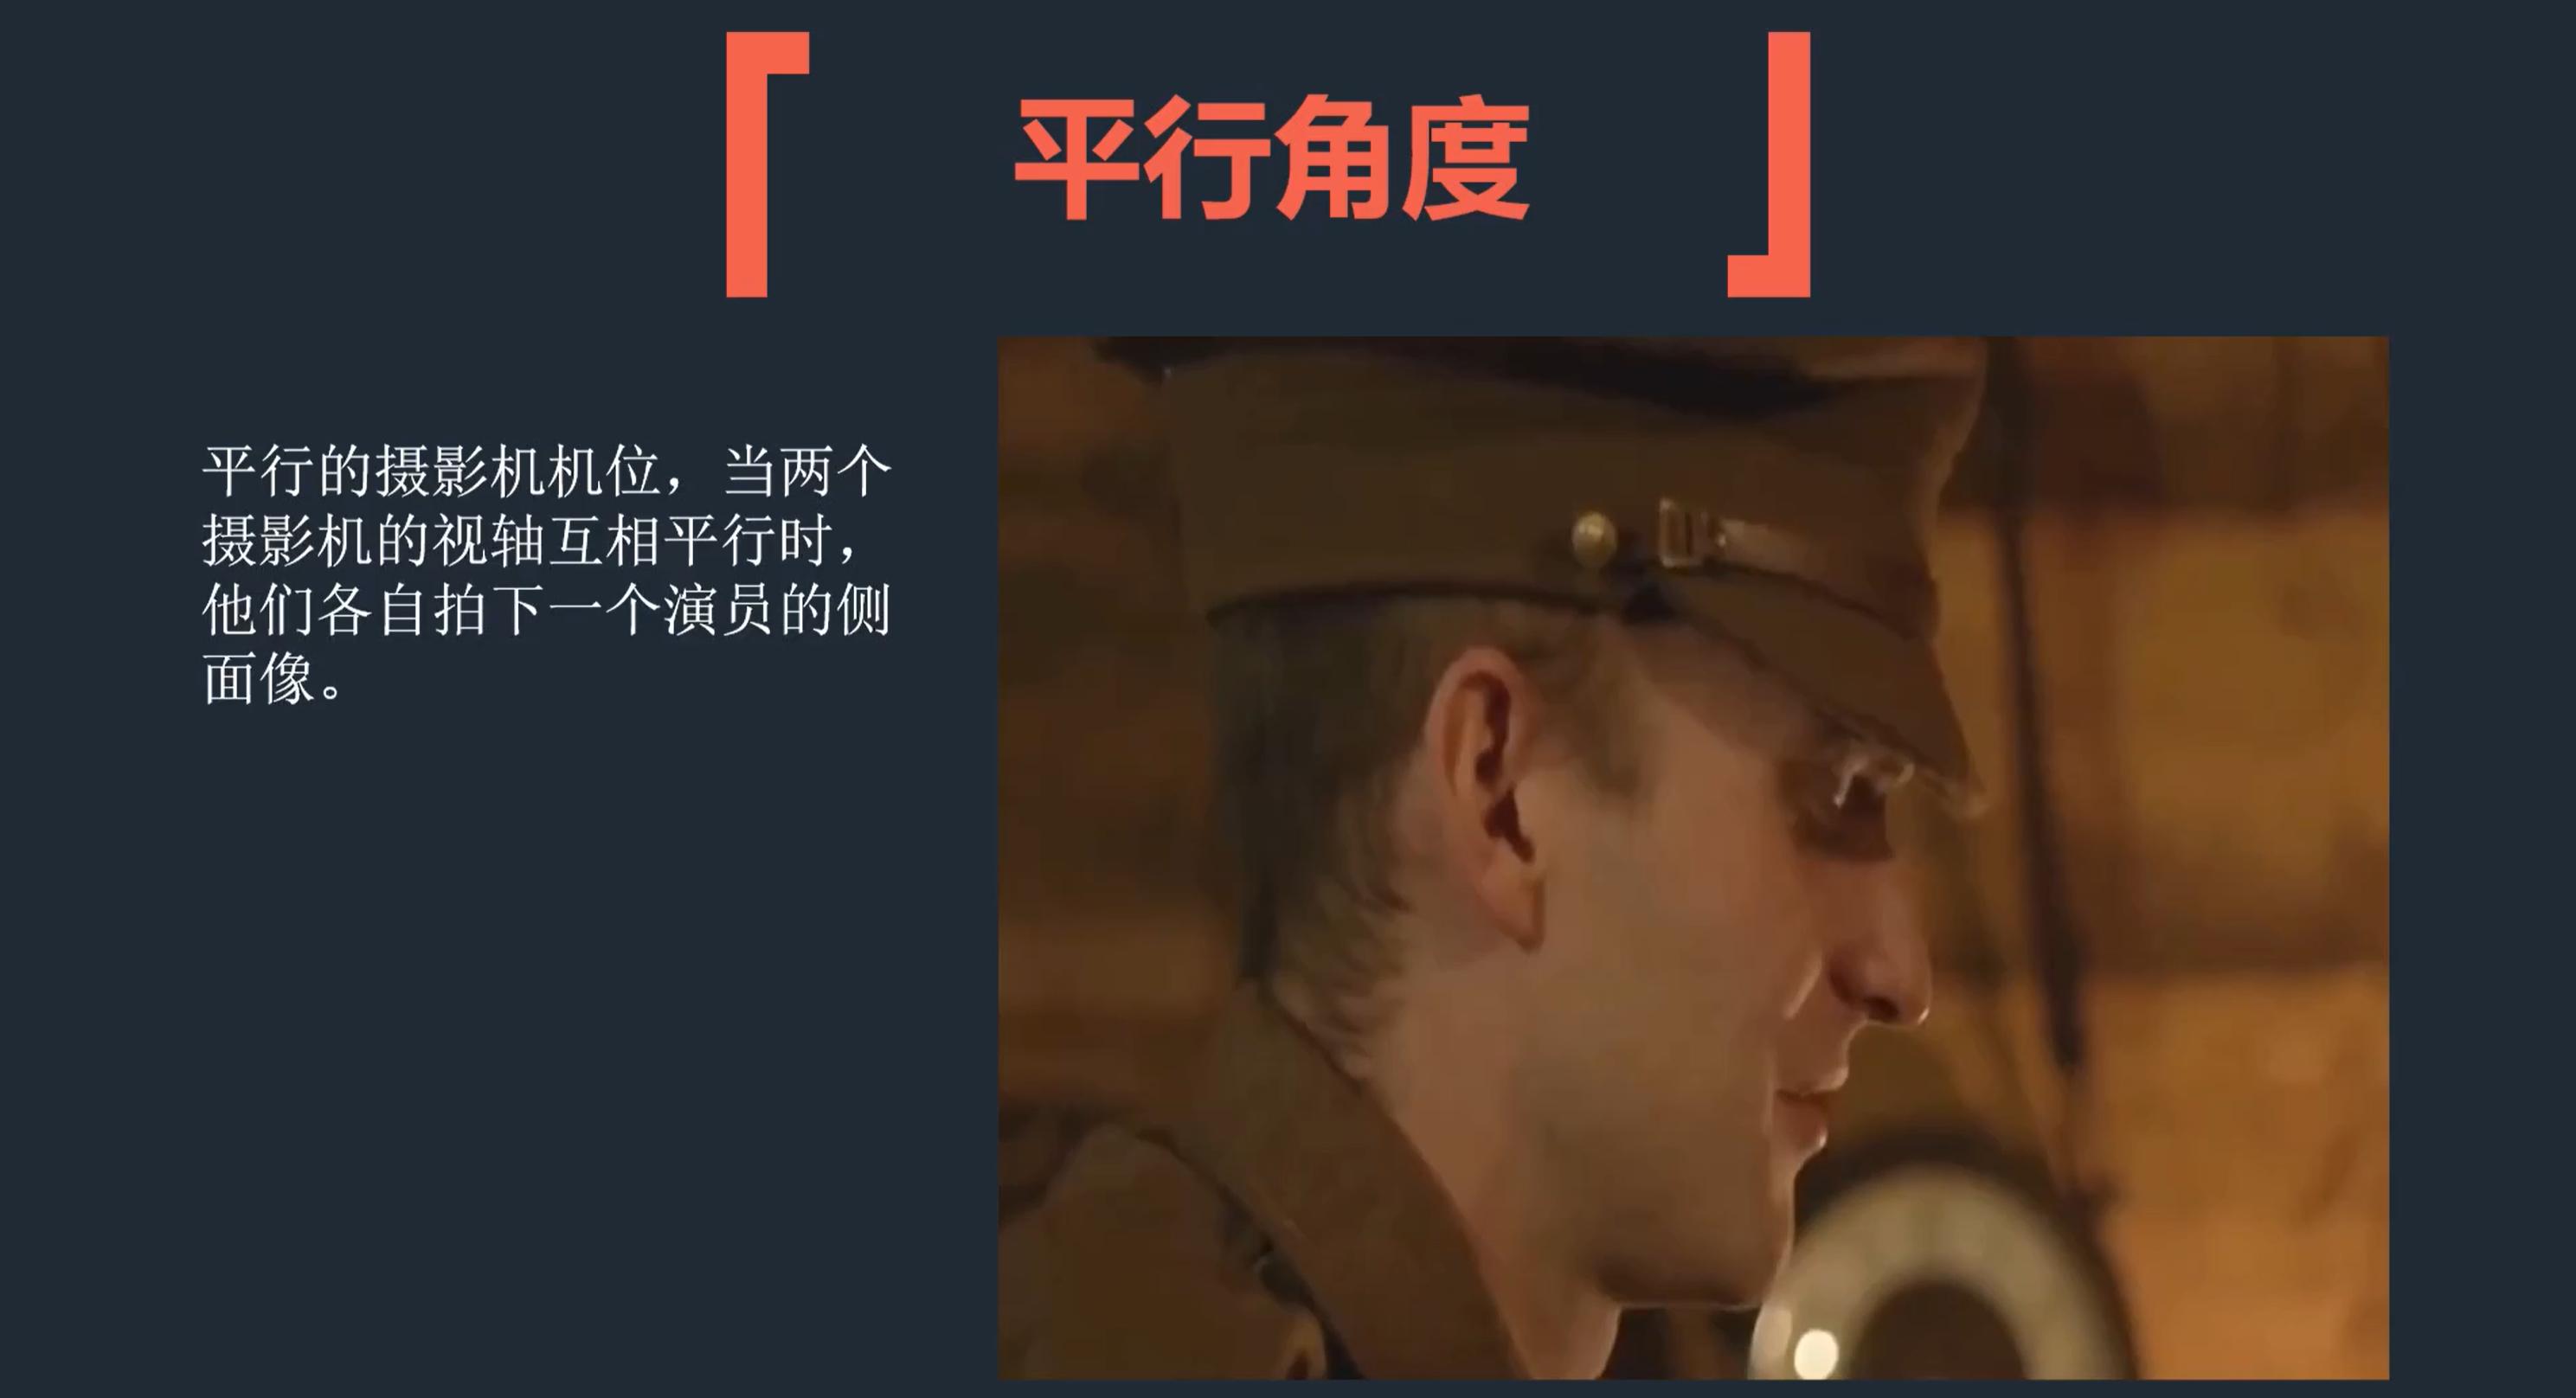 平行角度
平行的摄影机机位，当两个
摄影机的视轴互相平行时，
他们各自拍下一个演员的侧
面像。